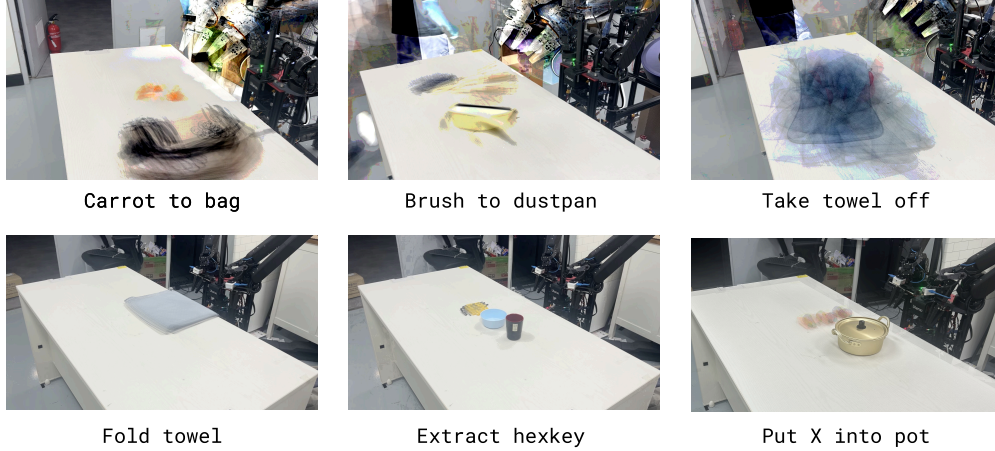 Carrot to bag
Brush to dustpan
Take towel off
Fold towel
Extract hexkey
Put X into pot